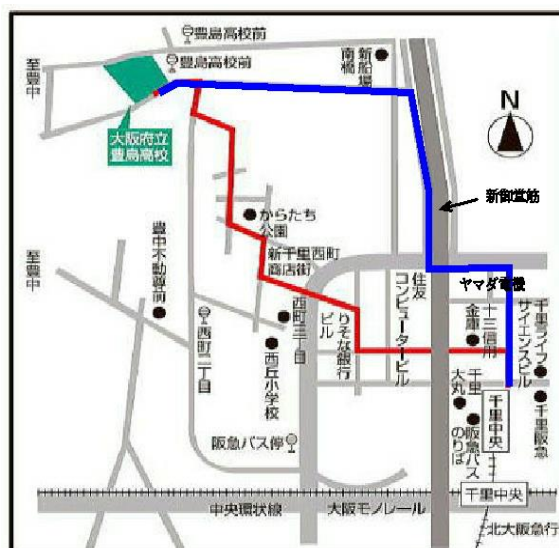 豊島高校前
豊島高校前
至豊中
大阪府立
豊島高校
新船場
南橋
N
新御堂筋
からたち
公園
新千里西町
商店街
至豊中
豊中不動尊前
西町二丁目
西町三丁目
西丘小学校
りそな銀行
ビル
住友
コンピュータービル
ヤマダ電機
十三信用
金庫
千里ライフ
サイエンスビル
千里
大丸
阪急バス
のりば
千里中央
千里阪急
阪急バス停
千里中央
中央環状線
大阪モノレール
北大阪急行